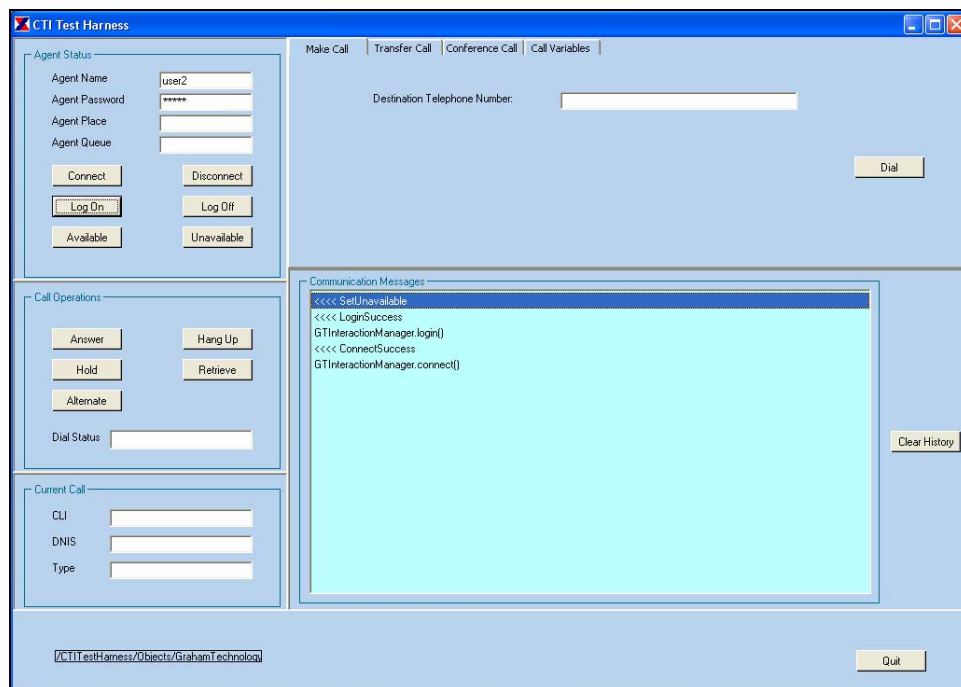 CTI Test Harness
Agent Status
Agent Name user2
Agent Password *****
Agent Place
Agent Queue
Connect Disconnect
Log On Log Off
Available Unavailable
Make Call Transfer Call Conference Call Call Variables
Destination Telephone Number:
Dial
Call Operations
Answer Hang Up
Hold Retrieve
Alternate
Dial Status
Communication Messages
<<<< SetUnavailable
<<<< LoginSuccess
GTInteractionManager.login()
<<<< ConnectSuccess
GTInteractionManager.connect()
Clear History
Current Call
CLI
DNIS
Type
/CTITestHarness/Objects/GrahamTechnology
Quit